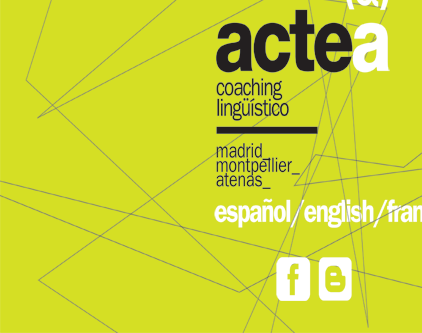 actea
coaching
lingüístico
madrid_
montpellier_
atenas_
español/english/fran